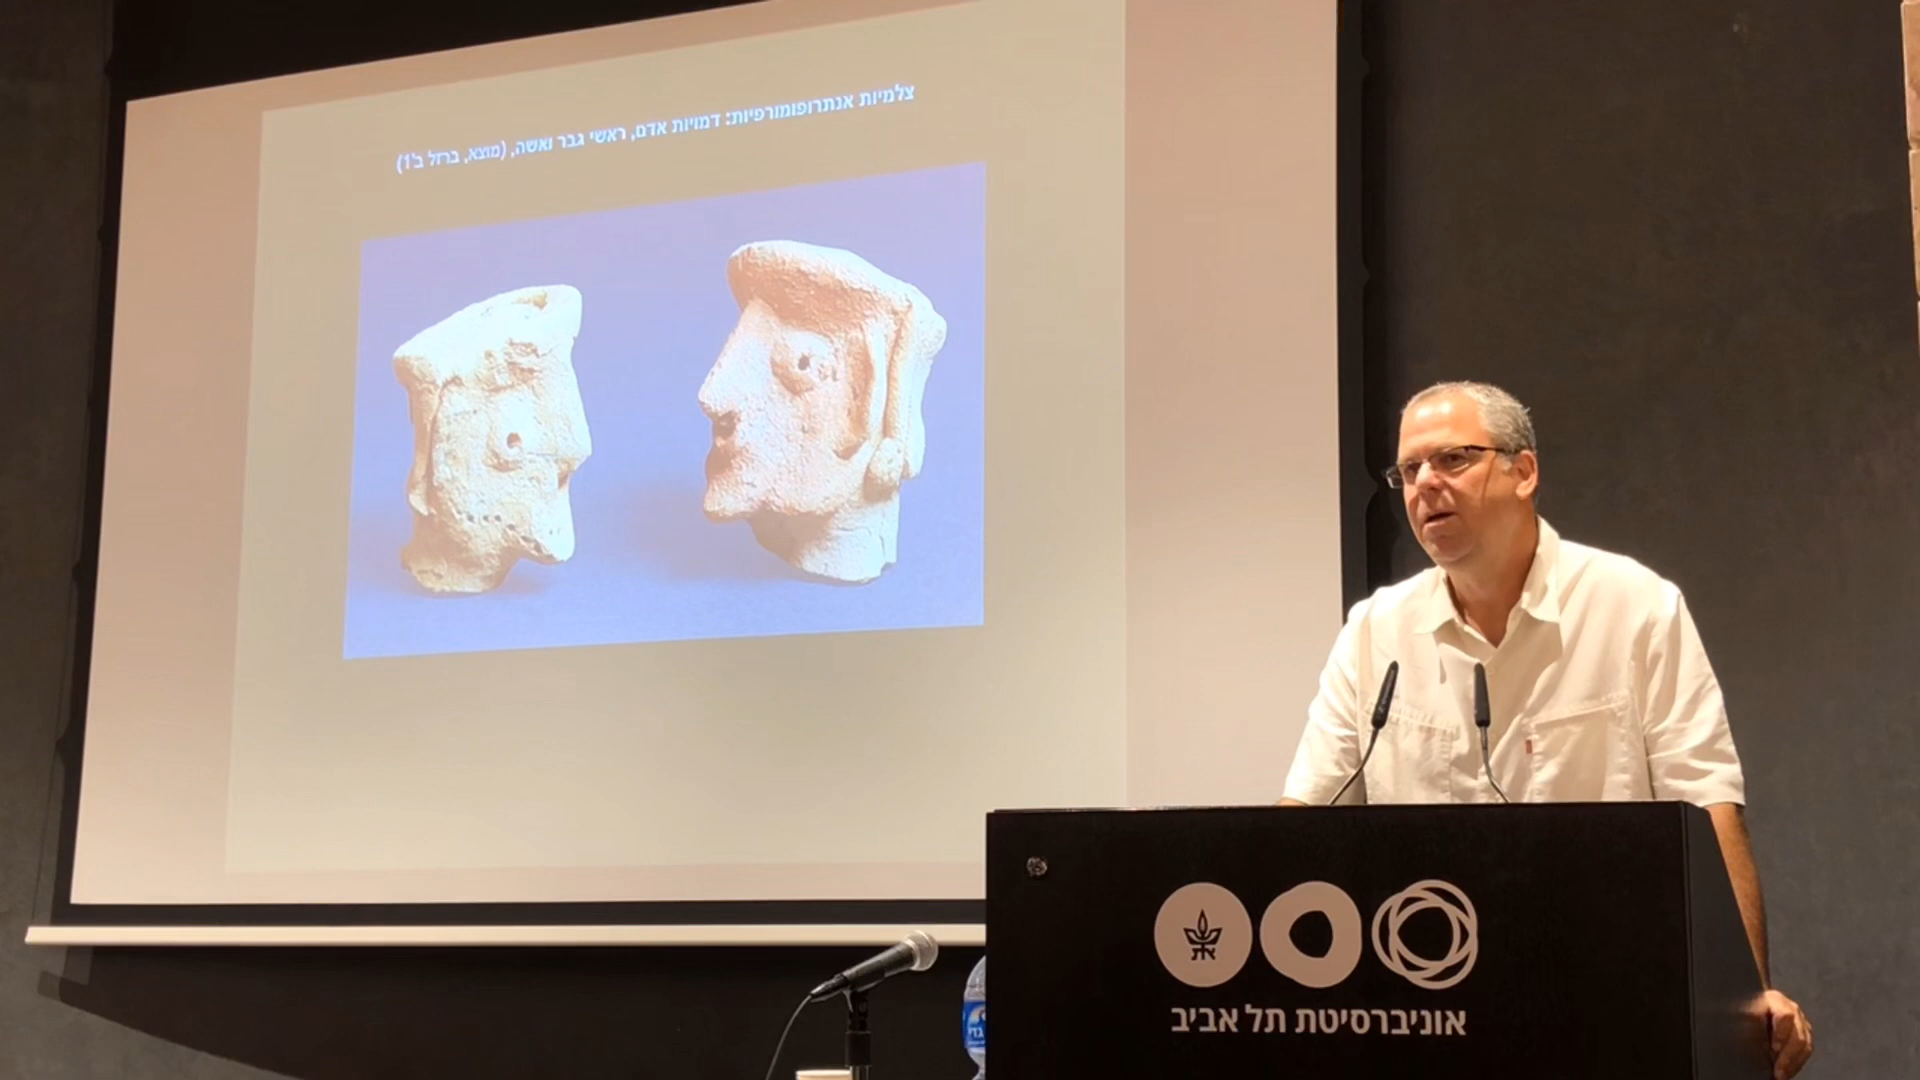 צלמיות אנתרופומורפיות: דמויות אדם, ראשי גבר ואשה, (מוצא, ברזל ב'1)
אוניברסיטת תל אביב